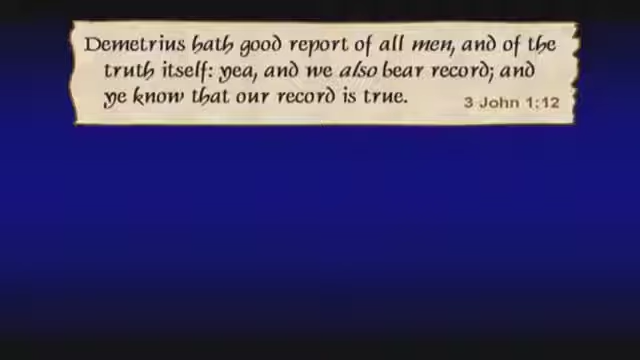 Demetrius hath good report of all men, and of the
truth itself: yea, and we also bear record; and
ye know that our record is true.
3 John 1:12